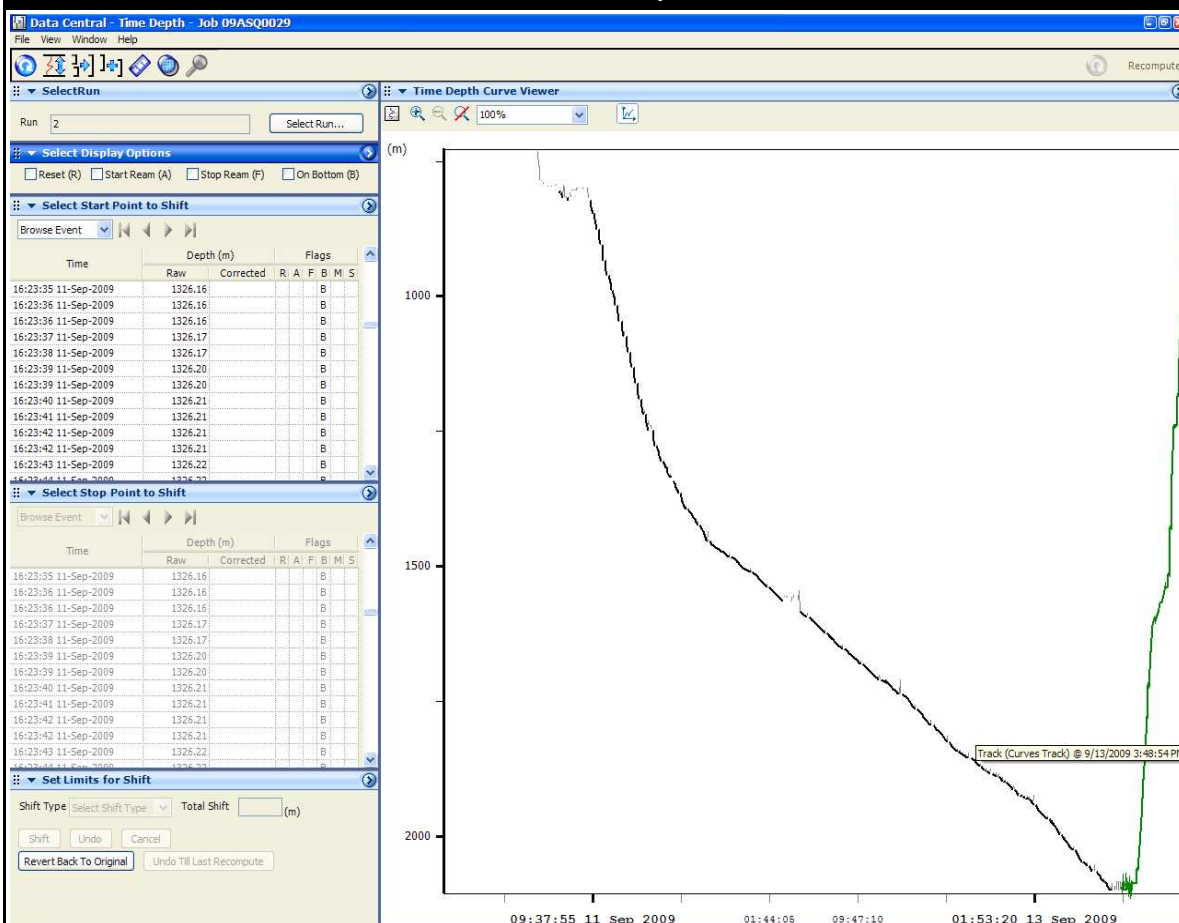 Data Central - Time Depth - Job 09ASQ0029
File View Window Help
Recompute
SelectRun
Run 2 Select Run...
Select Display Options
Reset (R) Start Ream (A) Stop Ream (F) On Bottom (B)
Select Start Point to Shift
Browse Event
Time Depth (m) Flags
Raw Corrected R A F B M S
16:23:35 11-Sep-2009 1326.16 B
16:23:36 11-Sep-2009 1326.16 B
16:23:36 11-Sep-2009 1326.16 B
16:23:37 11-Sep-2009 1326.17 B
16:23:38 11-Sep-2009 1326.17 B
16:23:39 11-Sep-2009 1326.20 B
16:23:39 11-Sep-2009 1326.20 B
16:23:40 11-Sep-2009 1326.21 B
16:23:41 11-Sep-2009 1326.21 B
16:23:42 11-Sep-2009 1326.21 B
16:23:42 11-Sep-2009 1326.21 B
16:23:43 11-Sep-2009 1326.22 B
Select Stop Point to Shift
Browse Event
Time Depth (m) Flags
Raw Corrected R A F B M S
16:23:35 11-Sep-2009 1326.16 B
16:23:36 11-Sep-2009 1326.16 B
16:23:36 11-Sep-2009 1326.16 B
16:23:37 11-Sep-2009 1326.17 B
16:23:38 11-Sep-2009 1326.17 B
16:23:39 11-Sep-2009 1326.20 B
16:23:39 11-Sep-2009 1326.20 B
16:23:40 11-Sep-2009 1326.21 B
16:23:41 11-Sep-2009 1326.21 B
16:23:42 11-Sep-2009 1326.21 B
16:23:42 11-Sep-2009 1326.21 B
16:23:43 11-Sep-2009 1326.22 B
Set Limits for Shift
Shift Type Select Shift Type Total Shift (m)
Shift Undo Cancel
Revert Back To Original Undo Till Last Recompute
Time Depth Curve Viewer
100%
(m)
1000
1500
Track (Curves Track) @ 9/13/2009 3:48:54 PM
2000
09:37:55 11 Sep 2009 01:44:05 09:47:10 01:53:20 13 Sep 2009